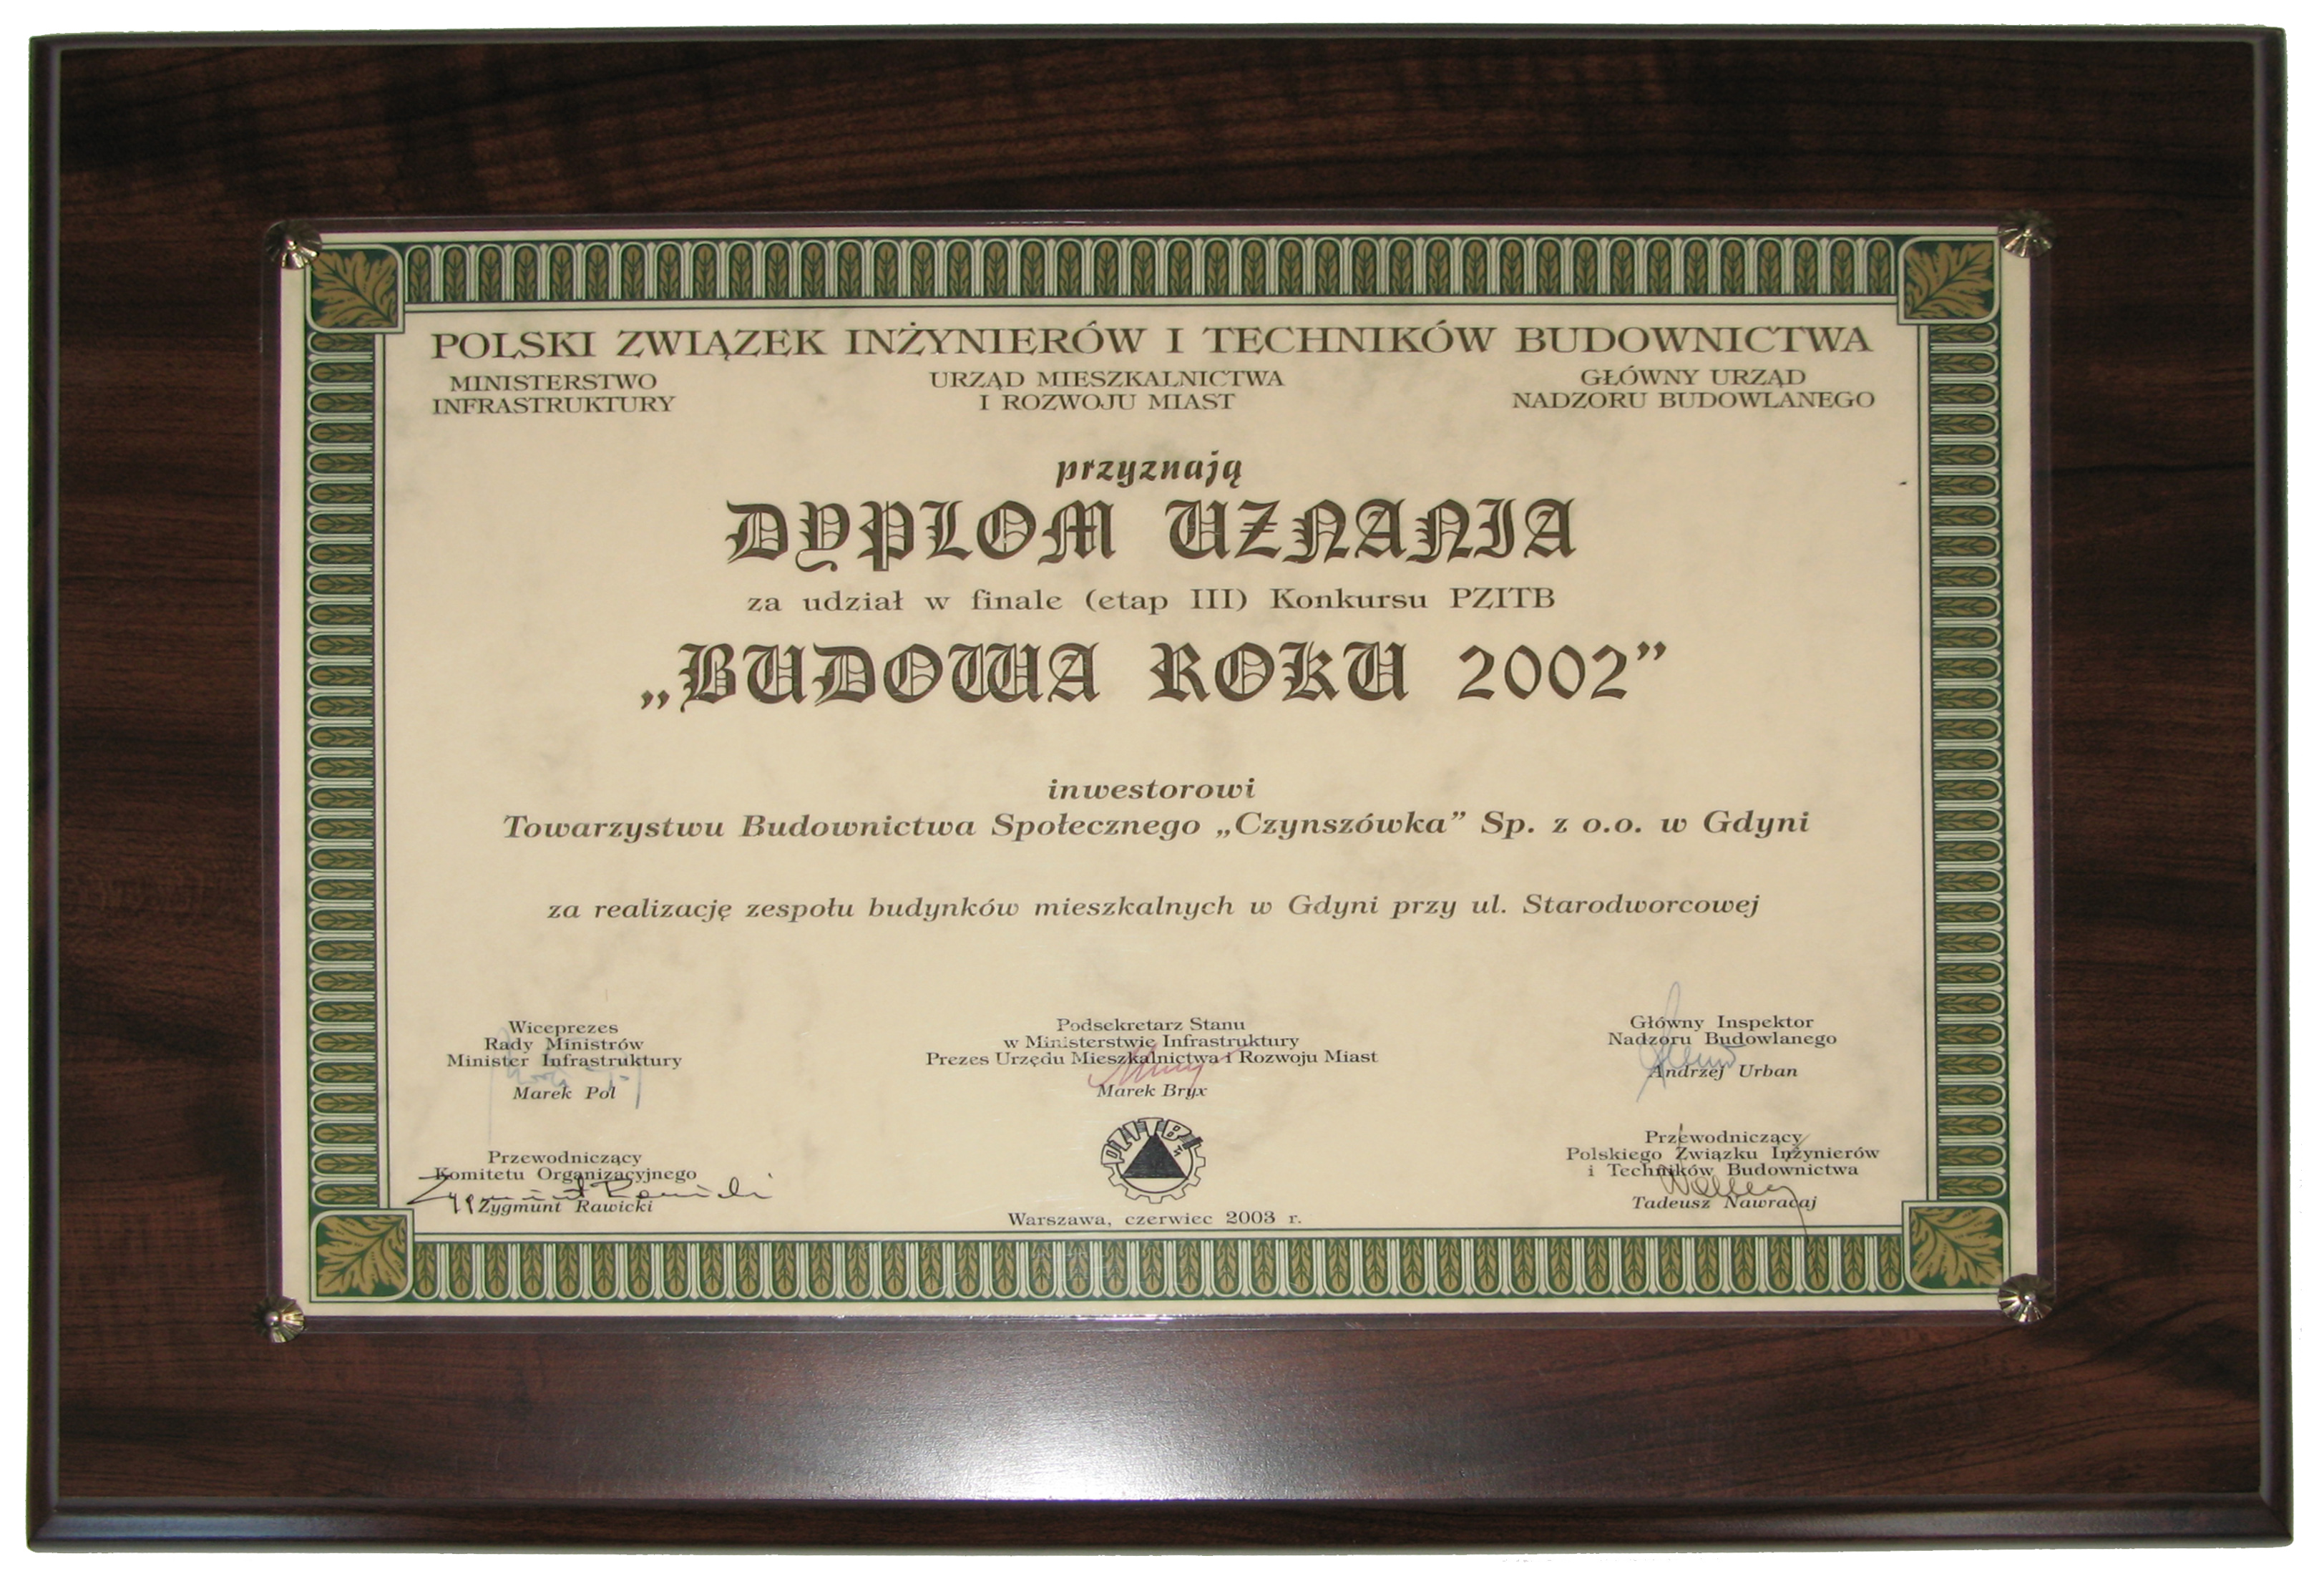 POLSKI ZWIĄZEK INŻYNIERÓW I TECHNIKÓW BUDOWNICTWA
MINISTERSTWO
INFRASTRUKTURY
URZĄD MIESZKALNICTWA
I ROZWOJU MIAST
GŁÓWNY URZĄD
NADZORU BUDOWLANEGO
przyznają
DYPLOM UZNANIA
za udział w finale (etap III) Konkursu PZITB
„BUDOWA ROKU 2002”
inwestorowi
Towarzystwu Budownictwa Społecznego „Czynszówka” Sp. z o.o. w Gdyni
za realizację zespołu budynków mieszkalnych w Gdyni przy ul. Starodworcowej
Wiceprezes
Rady Ministrów
Minister Infrastruktury
Marek Pol
Podsekretarz Stanu
w Ministerstwie Infrastruktury
Prezes Urzędu Mieszkalnictwa i Rozwoju Miast
Marek Bryx
Główny Inspektor
Nadzoru Budowlanego
Andrzej Urban
Przewodniczący
Komitetu Organizacyjnego
Zygmunt Rawicki
PZITB
Warszawa, czerwiec 2003 r.
Przewodniczący
Polskiego Związku Inżynierów
i Techników Budownictwa
Tadeusz Nawracaj